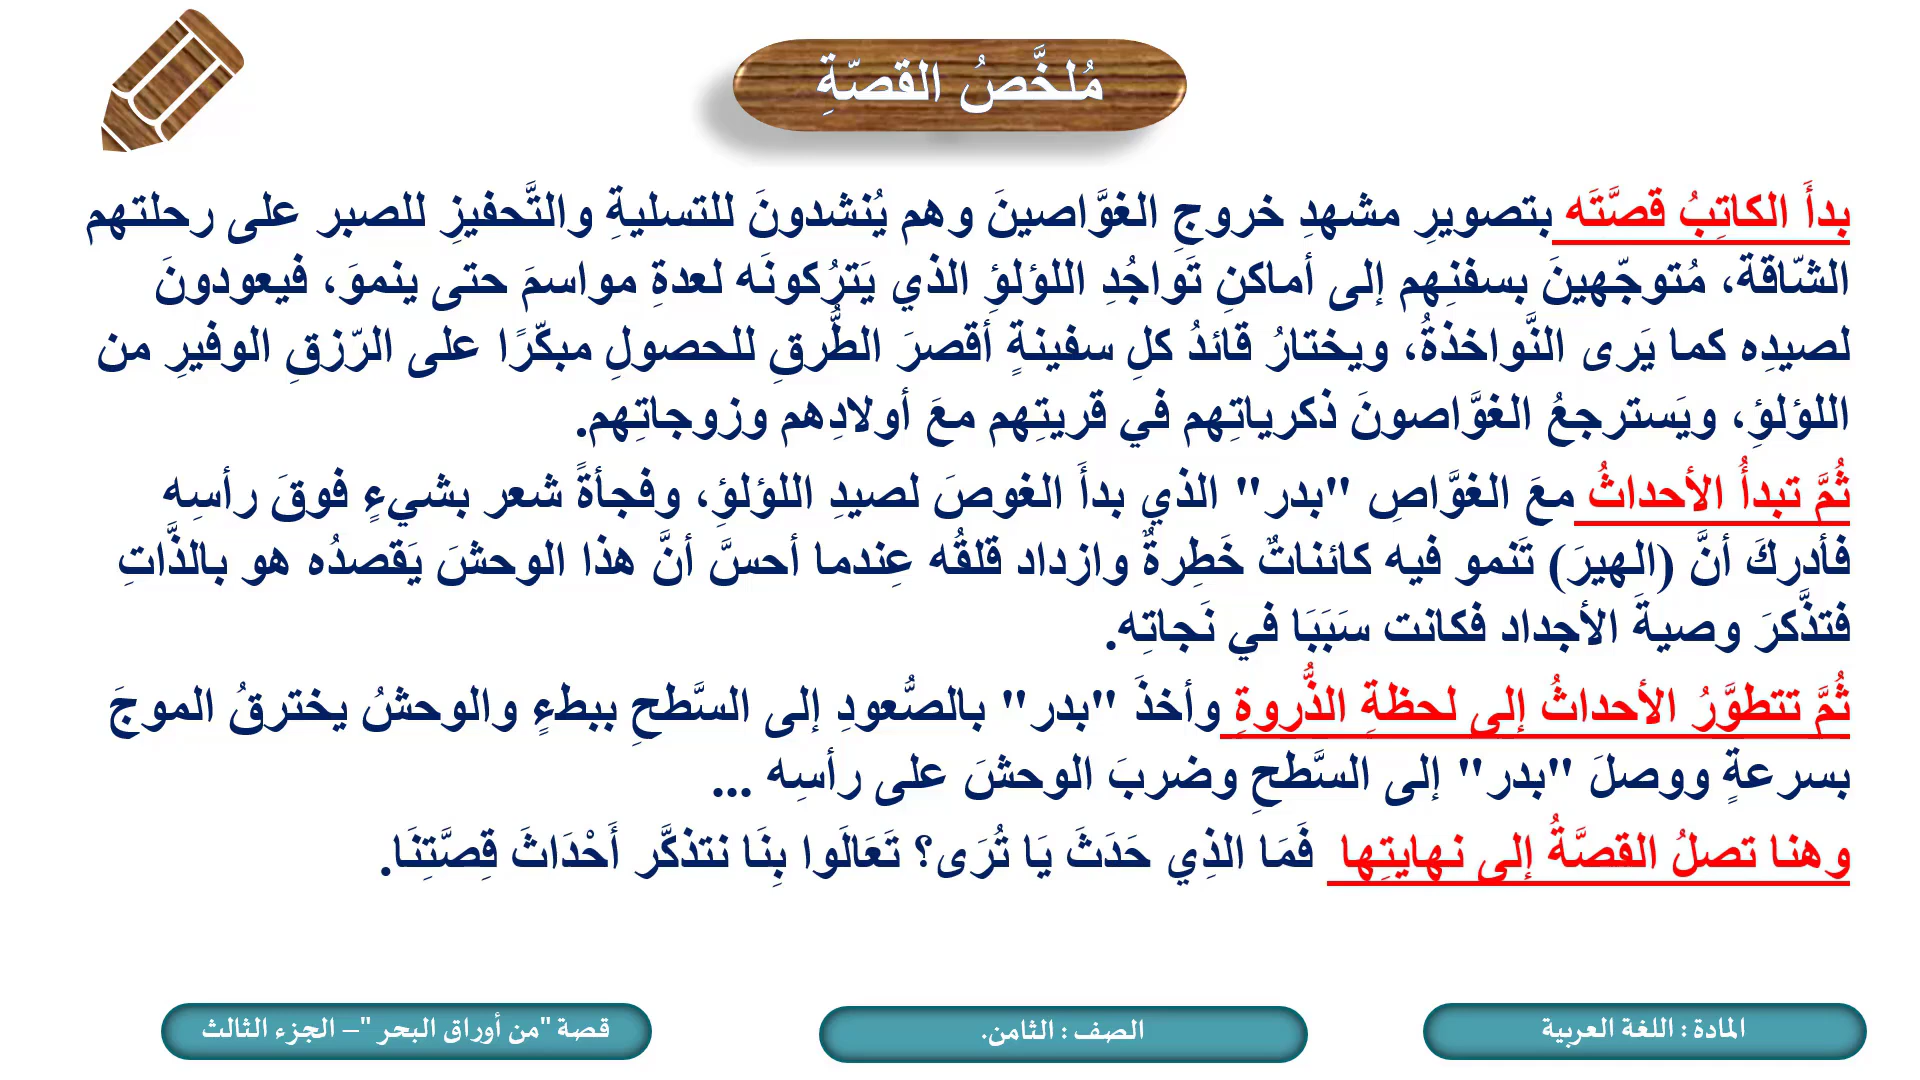 مُلخَّصُ القصّةِ
بدأَ الكاتِبُ قصَّتَه بتصويرِ مشهدِ خروجِ الغوَّاصينَ وهم يُنشدونَ للتسليةِ والتَّحفيزِ للصبر على رحلتهم
الشّاقة، مُتوجّهينَ بسفنِهم إلى أماكنِ تَواجُدِ اللؤلؤِ الذي يَترُكونَه لعدةِ مواسمَ حتى ينموَ، فيعودونَ
لصيدِه كما يَرى النَّواخذةُ، ويختارُ قائدُ كلِ سفينةٍ أقصرَ الطُّرقِ للحصولِ مبكّرًا على الرّزقِ الوفيرِ من
اللؤلؤِ، ويَسترجعُ الغوَّاصونَ ذكرياتِهم في قريتِهم معَ أولادِهم وزوجاتِهم.
ثُمَّ تبدأُ الأحداثُ معَ الغوَّاصِ "بدر" الذي بدأَ الغوصَ لصيدِ اللؤلؤِ، وفجأةً شعر بشيءٍ فوقَ رأسِه
فأدركَ أنَّ (الهيرَ) تَنمو فيه كائناتٌ خَطِرةٌ وازداد قلقُه عِندما أحسَّ أنَّ هذا الوحشَ يَقصدُه هو بالذَّاتِ
فتذَّكرَ وصيةَ الأجداد فكانت سَبَبَا في نَجاتِه.
ثُمَّ تتطوَّرُ الأحداثُ إلى لحظةِ الذُّروةِ وأخذَ "بدر" بالصُّعودِ إلى السَّطحِ ببطءٍ والوحشُ يخترقُ الموجَ
بسرعةٍ ووصلَ "بدر" إلى السَّطحِ وضربَ الوحشَ على رأسِه ...
وهنا تصلُ القصَّةُ إلى نهايتِها فَمَا الذِي حَدَثَ يَا تُرَى؟ تَعَالَوا بِنَا نتذكَّر أَحْدَاثَ قِصَّتِنَا.
المادة : اللغة العربية
الصف : الثامن.
قصة "من أوراق البحر "– الجزء الثالث